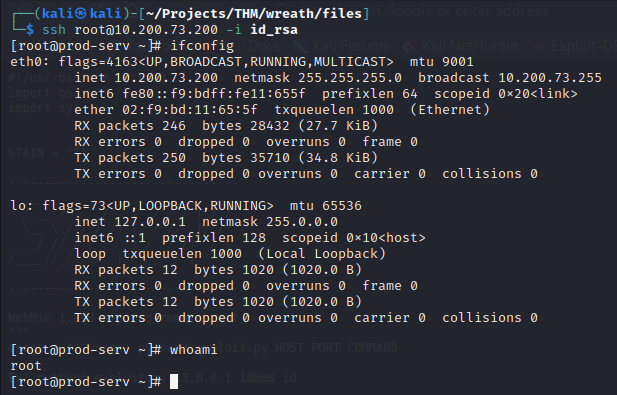 ┌──(kali㉿kali)-[~/Projects/THM/wreath/files]
└─$ ssh root@10.200.73.200 -i id_rsa
[root@prod-serv ~]# ifconfig
eth0: flags=4163<UP,BROADCAST,RUNNING,MULTICAST>  mtu 9001
        inet 10.200.73.200  netmask 255.255.255.0  broadcast 10.200.73.255
        inet6 fe80::f9:bdff:fe11:655f  prefixlen 64  scopeid 0×20<link>
        ether 02:f9:bd:11:65:5f  txqueuelen 1000  (Ethernet)
        RX packets 246  bytes 28432 (27.7 KiB)
        RX errors 0  dropped 0  overruns 0  frame 0
        TX packets 250  bytes 35710 (34.8 KiB)
        TX errors 0  dropped 0 overruns 0  carrier 0  collisions 0
lo: flags=73<UP,LOOPBACK,RUNNING>  mtu 65536
        inet 127.0.0.1  netmask 255.0.0.0
        inet6 ::1  prefixlen 128  scopeid 0×10<host>
        loop  txqueuelen 1000  (Local Loopback)
        RX packets 12  bytes 1020 (1020.0 B)
        RX errors 0  dropped 0  overruns 0  frame 0
        TX packets 12  bytes 1020 (1020.0 B)
        TX errors 0  dropped 0 overruns 0  carrier 0  collisions 0
[root@prod-serv ~]# whoami
root
[root@prod-serv ~]#